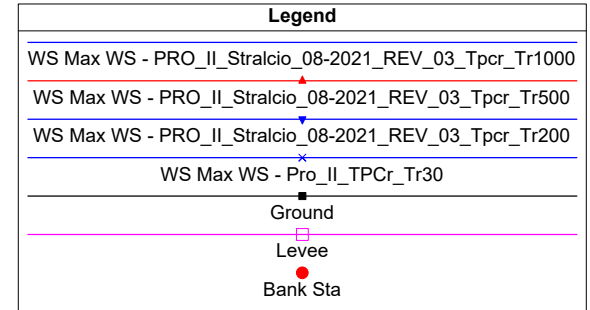 Legend
WS Max WS - PRO_II_Stralcio_08-2021_REV_03_Tpcr_Tr1000
WS Max WS - PRO_II_Stralcio_08-2021_REV_03_Tpcr_Tr500
WS Max WS - PRO_II_Stralcio_08-2021_REV_03_Tpcr_Tr200
WS Max WS - Pro_II_TPCr_Tr30
Ground
Levee
Bank Sta